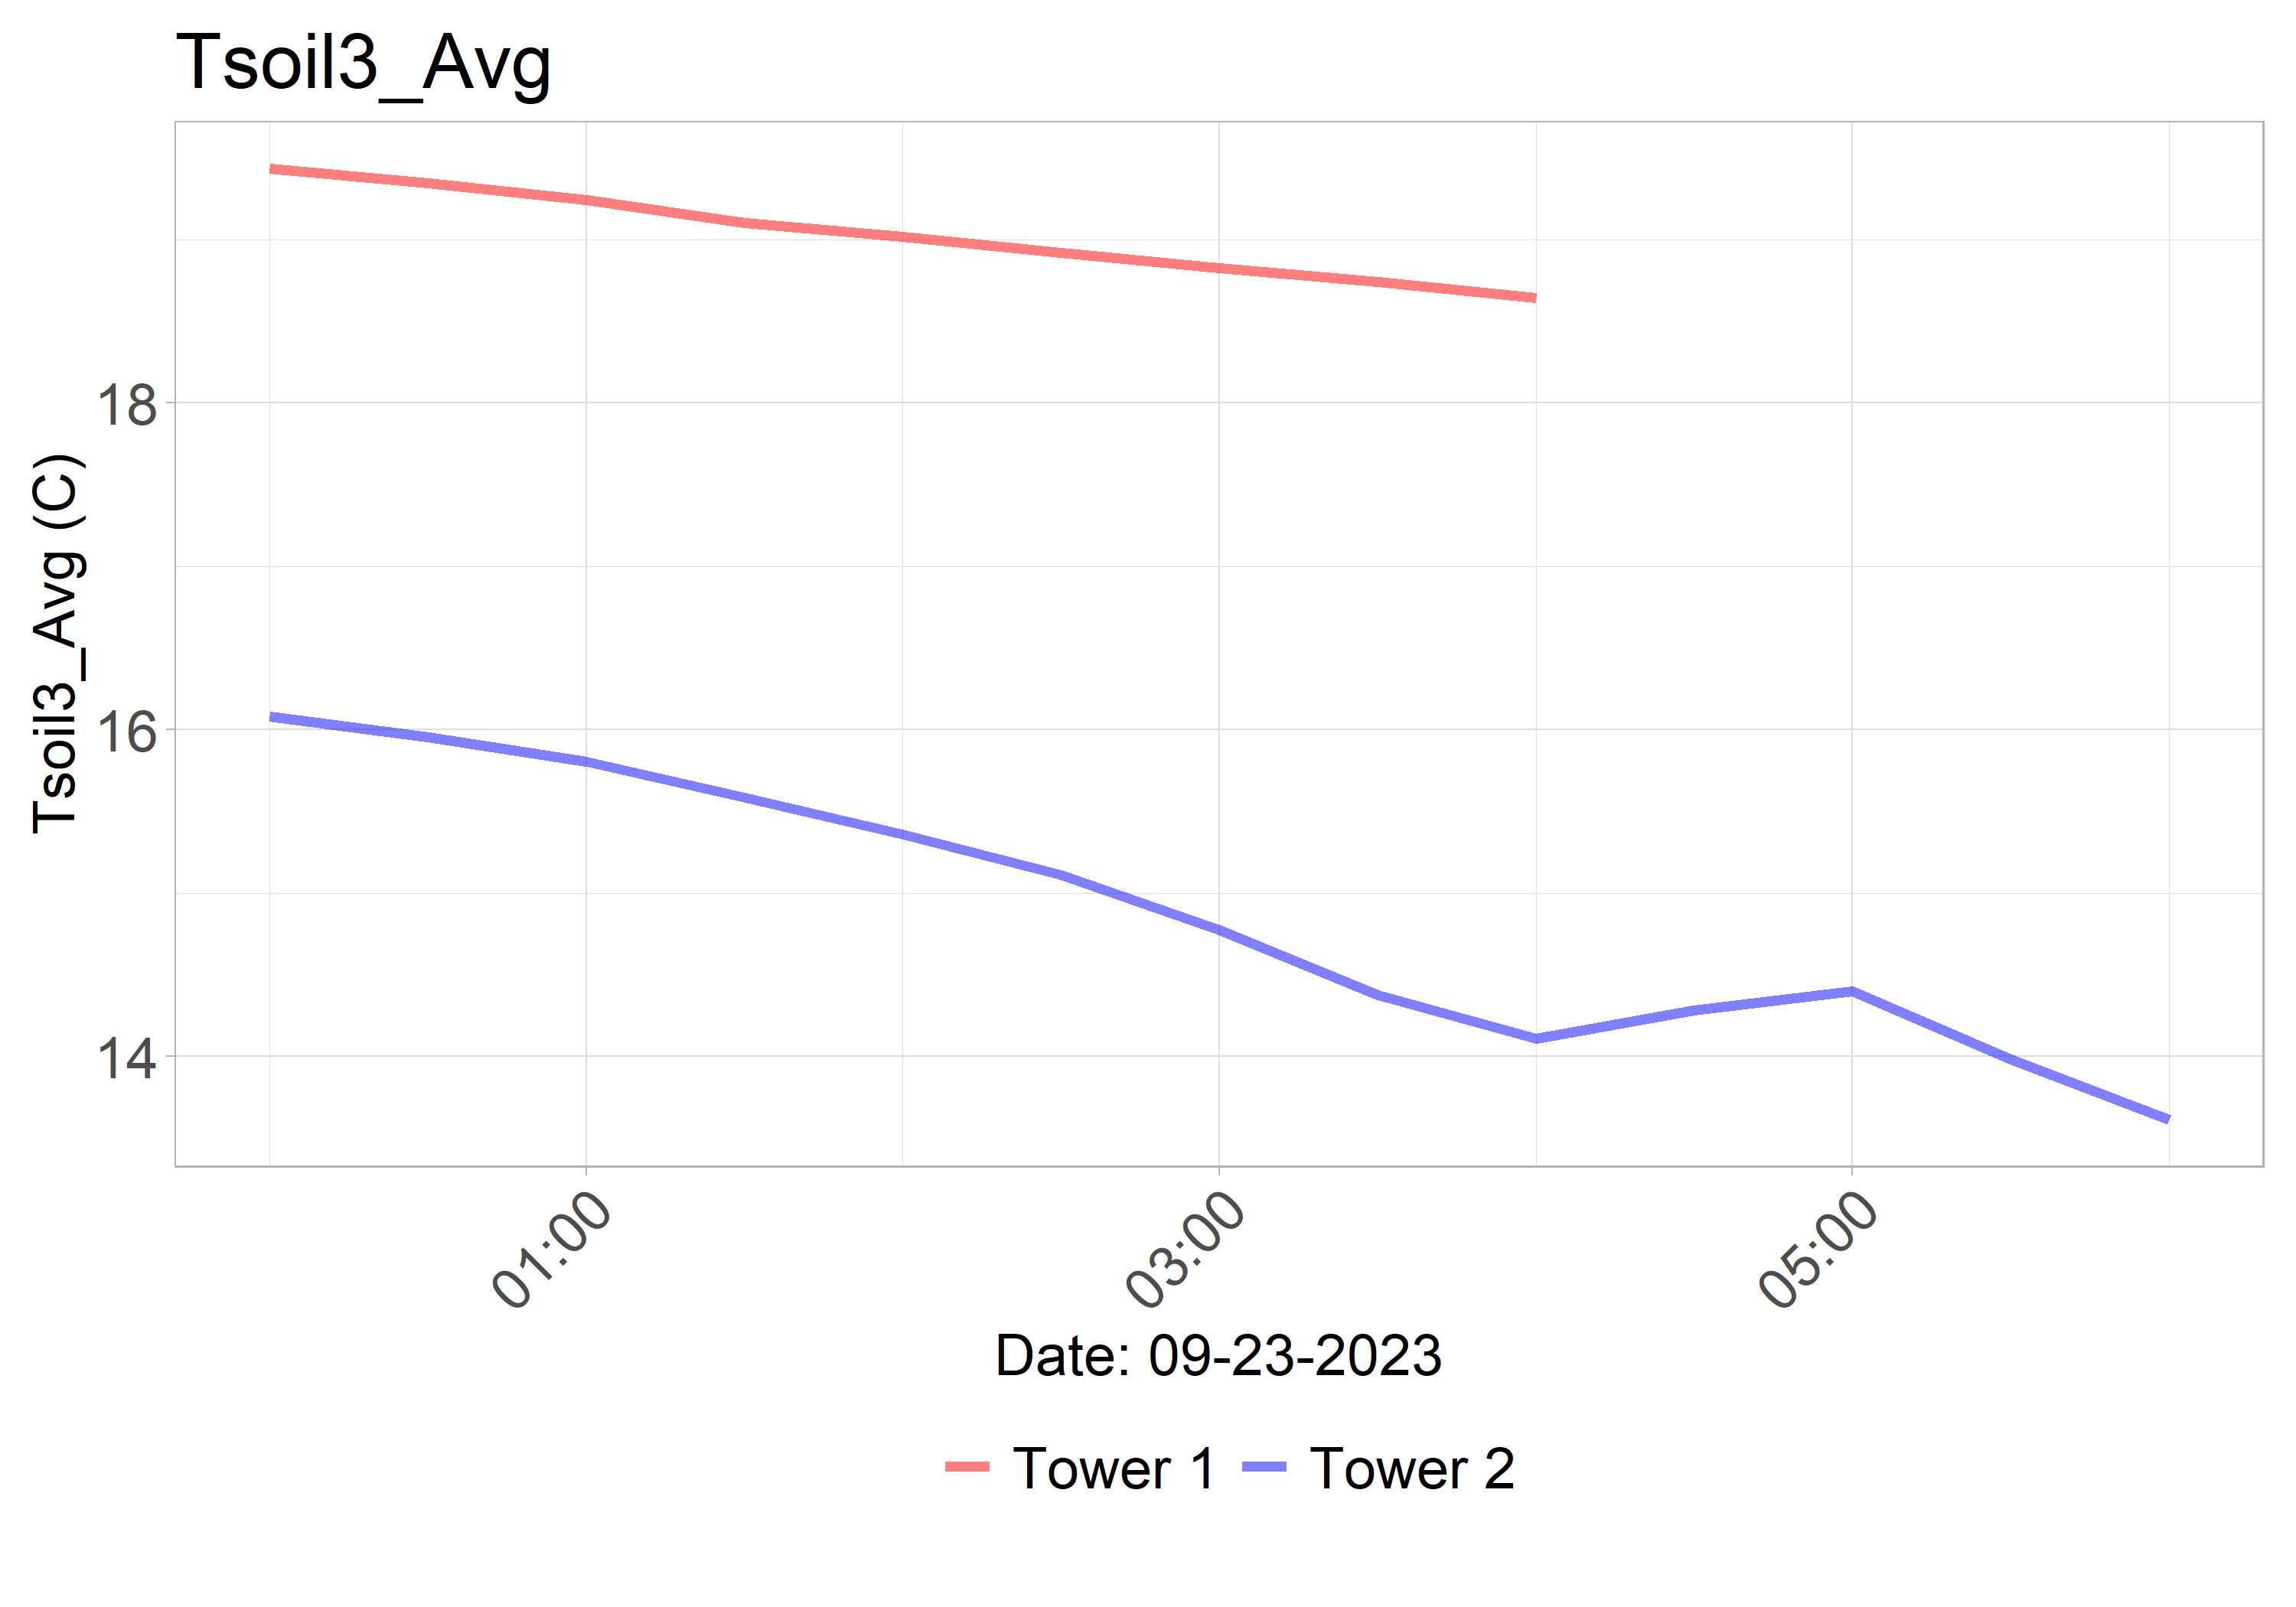 Tsoil3_Avg
Tsoil3_Avg (C)
18
16
14
01:00
03:00
05:00
Date: 09-23-2023
Tower 1
Tower 2